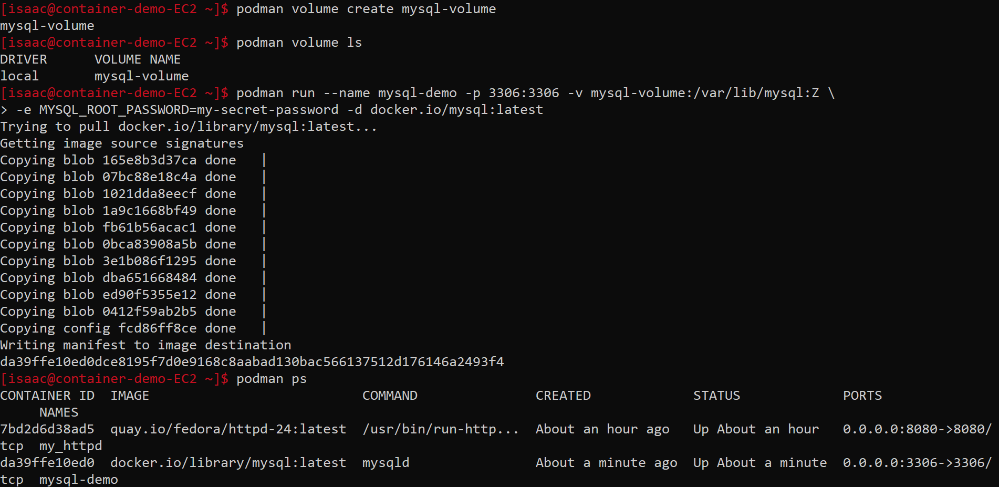 [isaac@container-demo-EC2 ~]$ podman volume create mysql-volume
mysql-volume
[isaac@container-demo-EC2 ~]$ podman volume ls
DRIVER      VOLUME NAME
local       mysql-volume
[isaac@container-demo-EC2 ~]$ podman run --name mysql-demo -p 3306:3306 -v mysql-volume:/var/lib/mysql:Z \
> -e MYSQL_ROOT_PASSWORD=my-secret-password -d docker.io/mysql:latest
Trying to pull docker.io/library/mysql:latest...
Getting image source signatures
Copying blob 165e8b3d37ca done   |
Copying blob 07bc88e18c4a done   |
Copying blob 1021dda8eecf done   |
Copying blob 1a9c1668bf49 done   |
Copying blob fb61b56acac1 done   |
Copying blob 0bca83908a5b done   |
Copying blob 3e1b086f1295 done   |
Copying blob dba651668484 done   |
Copying blob ed90f5355e12 done   |
Copying blob 0412f59ab2b5 done   |
Copying config fcd86ff8ce done   |
Writing manifest to image destination
da39ffe10ed0dce8195f7d0e9168c8aabad130bac566137512d176146a2493f4
[isaac@container-demo-EC2 ~]$ podman ps
CONTAINER ID  IMAGE                           COMMAND               CREATED             STATUS             PORTS
     NAMES
7bd2d6d38ad5  quay.io/fedora/httpd-24:latest  /usr/bin/run-http...  About an hour ago   Up About an hour   0.0.0.0:8080->8080/
tcp  my_httpd
da39ffe10ed0  docker.io/library/mysql:latest  mysqld                About a minute ago  Up About a minute  0.0.0.0:3306->3306/
tcp  mysql-demo